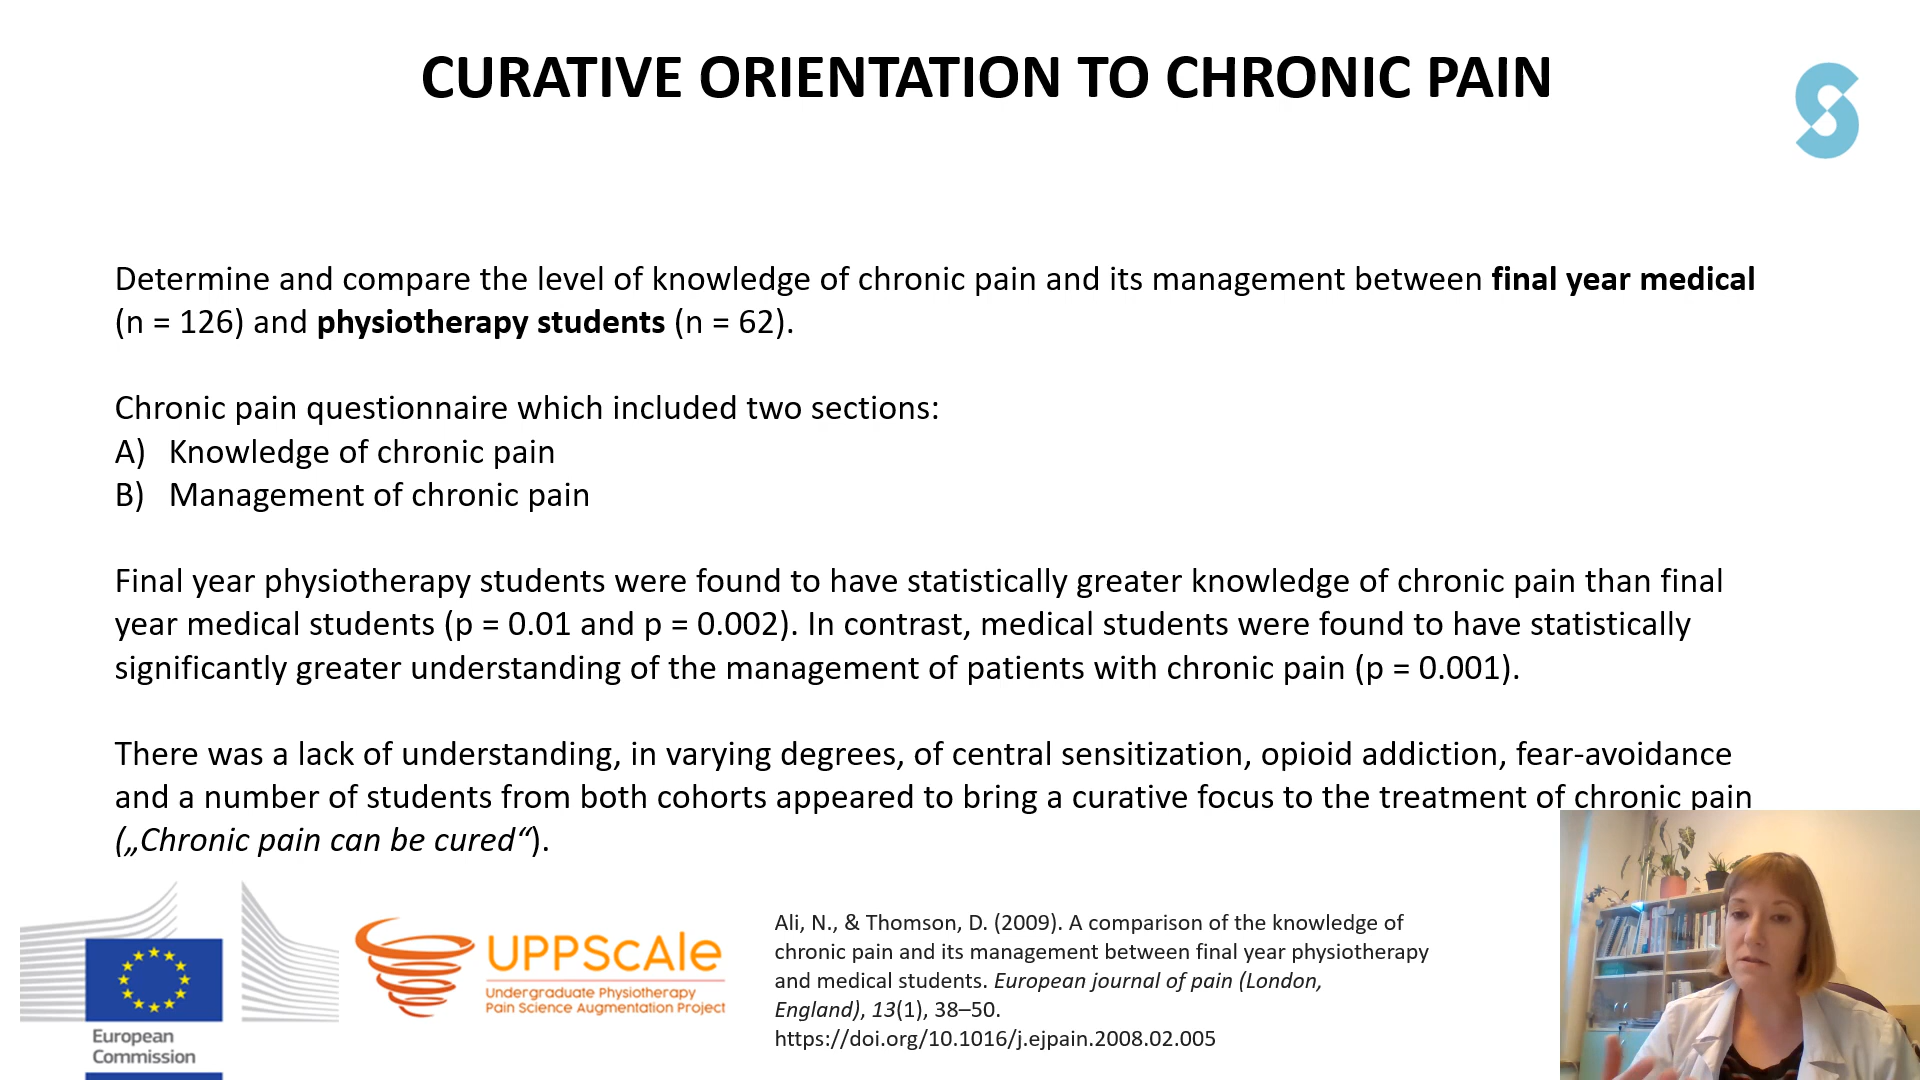 CURATIVE ORIENTATION TO CHRONIC PAIN
Determine and compare the level of knowledge of chronic pain and its management between final year medical
(n = 126) and physiotherapy students (n = 62).
Chronic pain questionnaire which included two sections:
A) Knowledge of chronic pain
B) Management of chronic pain
Final year physiotherapy students were found to have statistically greater knowledge of chronic pain than final
year medical students (p = 0.01 and p = 0.002). In contrast, medical students were found to have statistically
significantly greater understanding of the management of patients with chronic pain (p = 0.001).
There was a lack of understanding, in varying degrees, of central sensitization, opioid addiction, fear-avoidance
and a number of students from both cohorts appeared to bring a curative focus to the treatment of chronic pain
(„Chronic pain can be cured“).
European
Commission
UPPScAle
Undergraduate Physiotherapy
Pain Science Augmentation Project
Ali, N., & Thomson, D. (2009). A comparison of the knowledge of
chronic pain and its management between final year physiotherapy
and medical students. European journal of pain (London,
England), 13(1), 38–50.
https://doi.org/10.1016/j.ejpain.2008.02.005